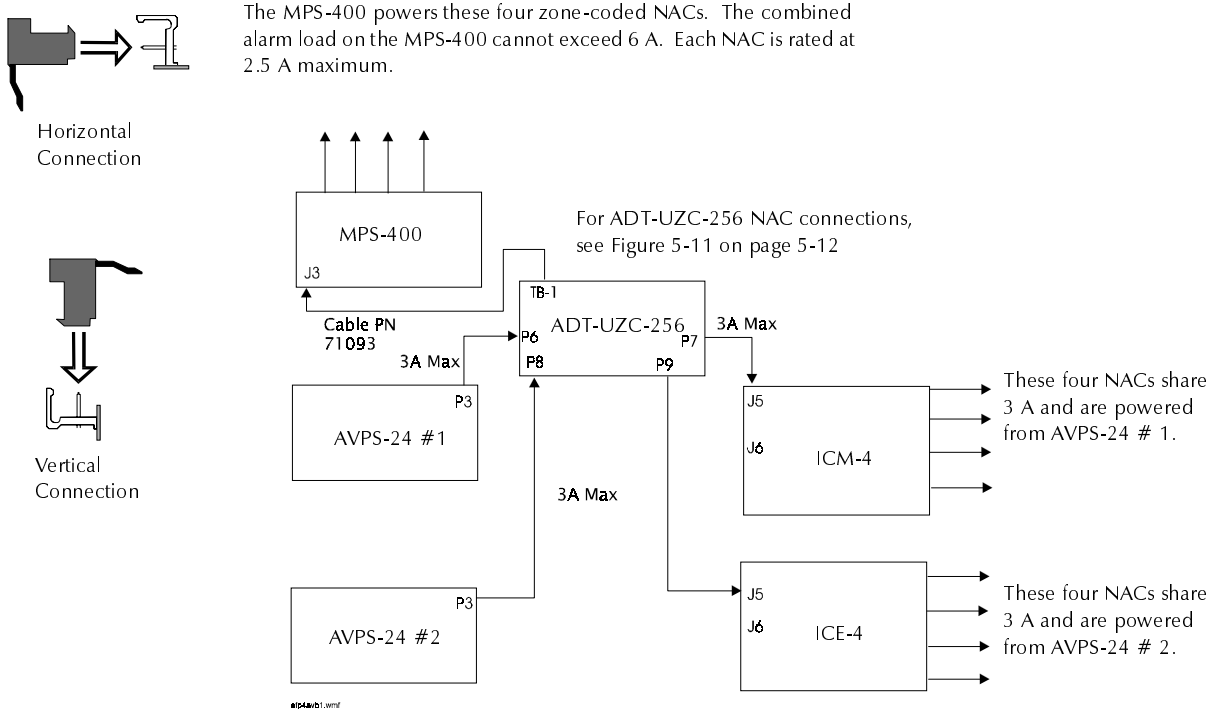 The MPS-400 powers these four zone-coded NACs. The combined
alarm load on the MPS-400 cannot exceed 6 A. Each NAC is rated at
2.5 A maximum.
Horizontal
Connection
MPS-400
J3
For ADT-UZC-256 NAC connections,
see Figure 5-11 on page 5-12
TB-1
ADT-UZC-256
P6
P7
P8
P9
Cable PN
71093
3A Max
3A Max
P3
AVPS-24 #1
J5
J6
ICM-4
These four NACs share
3 A and are powered
from AVPS-24 # 1.
Vertical
Connection
3A Max
P3
AVPS-24 #2
J5
J6
ICE-4
These four NACs share
3 A and are powered
from AVPS-24 # 2.